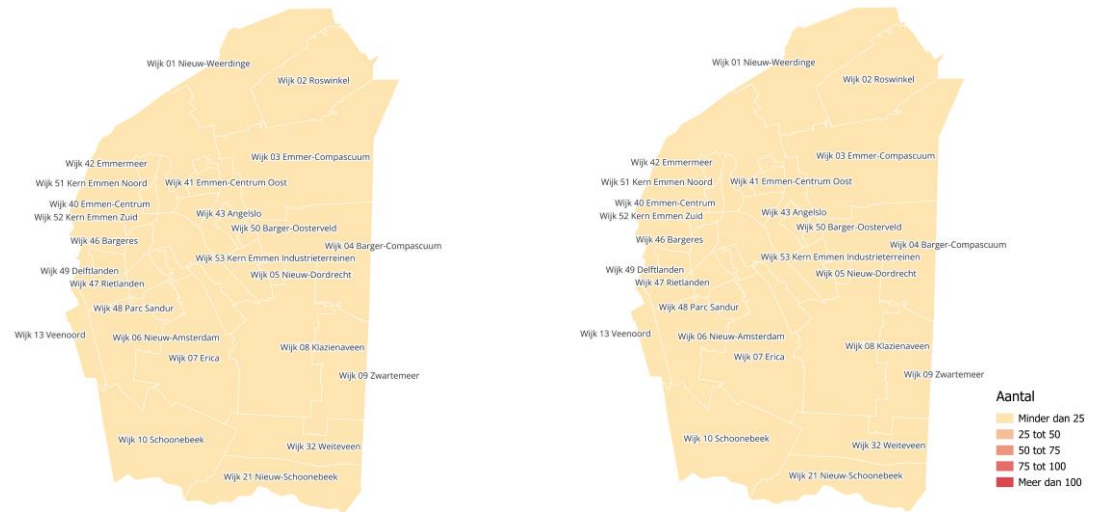 Wijk 01 Nieuw-Weerdinge
Wijk 02 Roswinkel
Wijk 03 Emmer-Compascuum
Wijk 42 Emmermeer
Wijk 51 Kern Emmen Noord
Wijk 41 Emmen-Centrum Oost
Wijk 40 Emmen-Centrum
Wijk 43 Angelslo
Wijk 52 Kern Emmen Zuid
Wijk 50 Barger-Oosterveld
Wijk 46 Bargeres
Wijk 04 Barger-Compascuum
Wijk 53 Kern Emmen Industrieterreinen
Wijk 49 Delftlanden
Wijk 05 Nieuw-Dordrecht
Wijk 47 Rietlanden
Wijk 48 Parc Sandur
Wijk 13 Veenoord
Wijk 06 Nieuw-Amsterdam
Wijk 08 Klazienaveen
Wijk 07 Erica
Wijk 09 Zwartemeer
Wijk 10 Schoonebeek
Wijk 32 Weiteveen
Wijk 21 Nieuw-Schoonebeek
Wijk 01 Nieuw-Weerdinge
Wijk 02 Roswinkel
Wijk 03 Emmer-Compascuum
Wijk 42 Emmermeer
Wijk 51 Kern Emmen Noord
Wijk 41 Emmen-Centrum Oost
Wijk 40 Emmen-Centrum
Wijk 43 Angelslo
Wijk 52 Kern Emmen Zuid
Wijk 50 Barger-Oosterveld
Wijk 46 Bargeres
Wijk 04 Barger-Compascuum
Wijk 53 Kern Emmen Industrieterreinen
Wijk 49 Delftlanden
Wijk 05 Nieuw-Dordrecht
Wijk 47 Rietlanden
Wijk 48 Parc Sandur
Wijk 13 Veenoord
Wijk 06 Nieuw-Amsterdam
Wijk 08 Klazienaveen
Wijk 07 Erica
Wijk 09 Zwartemeer
Wijk 10 Schoonebeek
Wijk 32 Weiteveen
Wijk 21 Nieuw-Schoonebeek
Aantal
Minder dan 25
25 tot 50
50 tot 75
75 tot 100
Meer dan 100